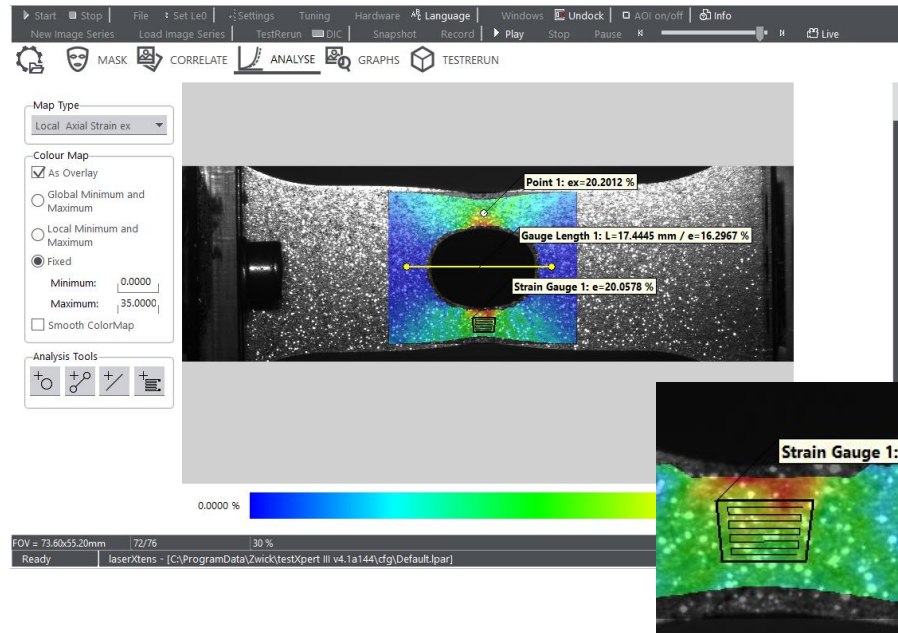 Start Stop File Set Le0 Settings Tuning Hardware Language Windows Undock AOI on/off Info
New Image Series Load Image Series TestRerun DIC Snapshot Record Play Stop Pause Live
MASK CORRELATE ANALYSE GRAPHS TESTRERUN
Map Type
Local Axial Strain ex
Colour Map
As Overlay
Global Minimum and
Maximum
Local Minimum and
Maximum
Fixed
Minimum: 0.0000
Maximum: 35.0000
Smooth ColorMap
Analysis Tools
Point 1: ex=20.2012 %
Gauge Length 1: L=17.4445 mm / e=16.2967 %
Strain Gauge 1: e=20.0578 %
Strain Gauge 1:
0.0000 %
FOV = 73.60x55.20mm 72/76 30 %
Ready laserXtens - [C:\ProgramData\Zwick\testXpert III v4.1a144\cfg\Default.lpar]